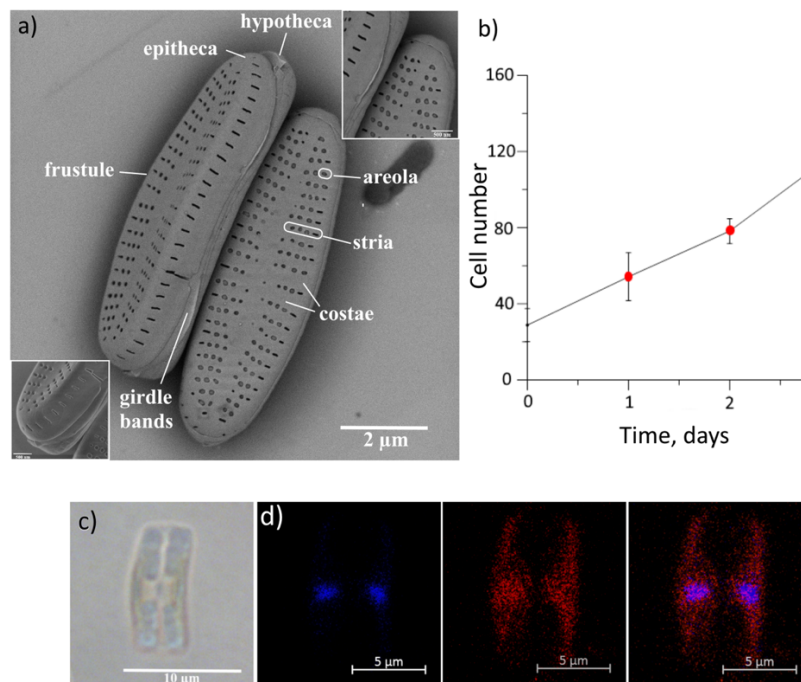 a)
hypotheca
epitheca
frustule
areola
stria
costae
girdle
bands
2 µm
b)
160
120
80
40
0
Cell number
0
1
2
Time, days
c)
10 µm
d)
5 µm
5 µm
5 µm